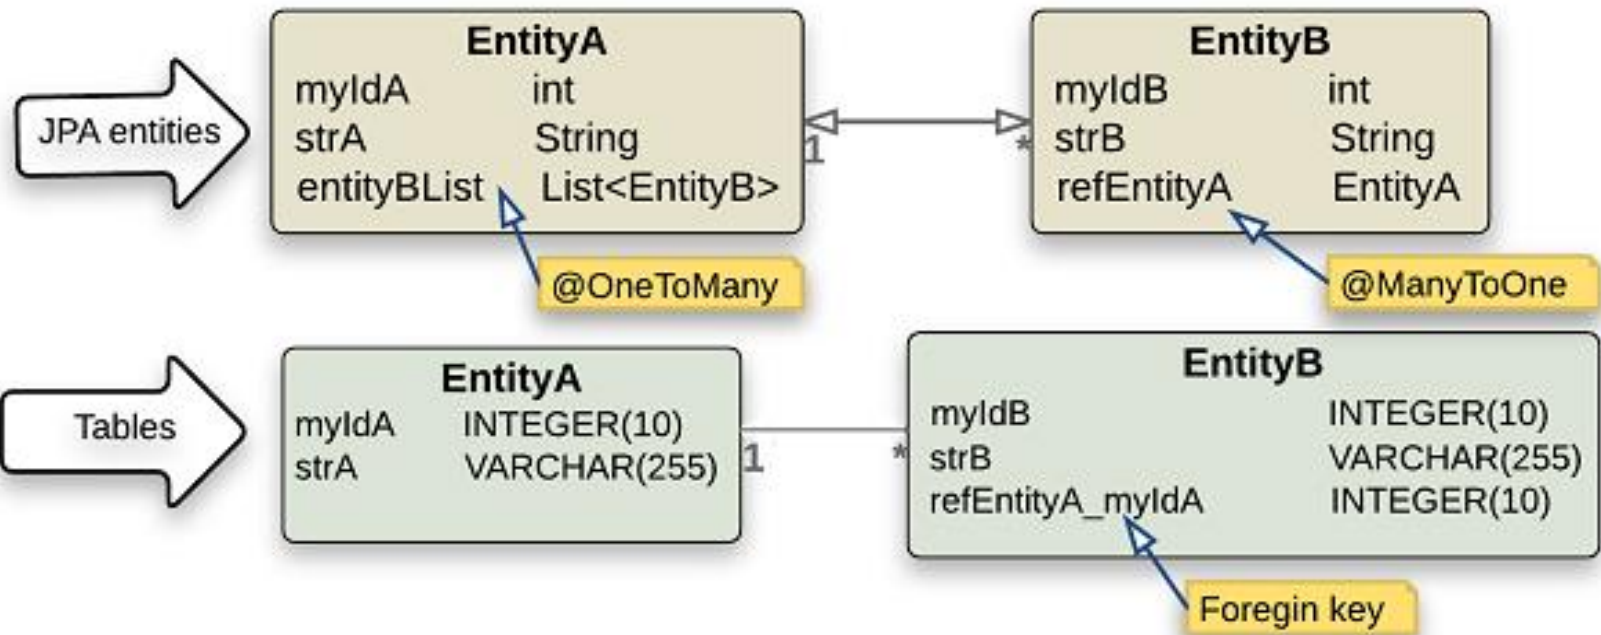 JPA entities
EntityA
myIdA int
strA String
entityBList List<EntityB>
1
*
EntityB
myIdB int
strB String
refEntityA EntityA
@OneToMany
@ManyToOne
Tables
EntityA
myIdA INTEGER(10)
strA VARCHAR(255)
1
*
EntityB
myIdB INTEGER(10)
strB VARCHAR(255)
refEntityA_myIdA INTEGER(10)
Foregin key